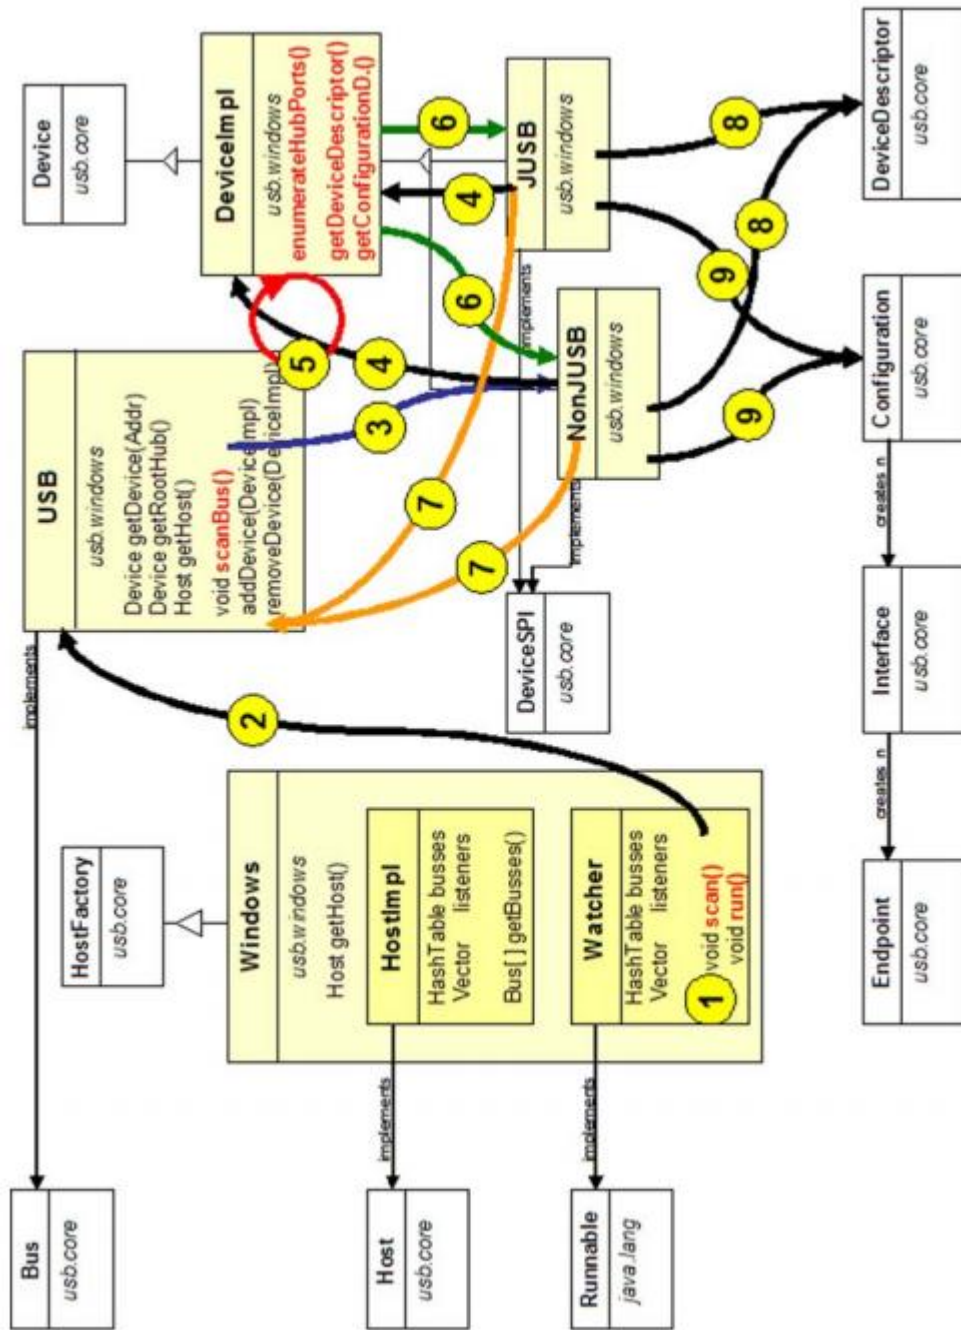 Bus
usb.core
implements
HostFactory
usb.core
USB
usb.windows
Device getDevice(Addr)
Device getRootHub()
Host getHost()
void scanBus()
addDevice(DeviceImpl)
removeDevice(DeviceImpl)
Device
usb.core
DeviceImpl
usb.windows
enumerateHubPorts()
getDeviceDescriptor()
getConfigurationD.()
Windows
usb.windows
Host getHost()
2
5
4
3
6
6
4
7
7
Host
usb.core
implements
HostImpl
HashTable busses
Vector listeners
Bus[ ] getBusses()
DeviceSPI
usb.core
implements
implements
NonJUSB
usb.windows
JUSB
usb.windows
Runnable
java.lang
implements
Watcher
HashTable busses
Vector listeners
1
void scan()
void run()
9
8
9
8
Endpoint
usb.core
creates n
Interface
usb.core
creates n
Configuration
usb.core
DeviceDescriptor
usb.core